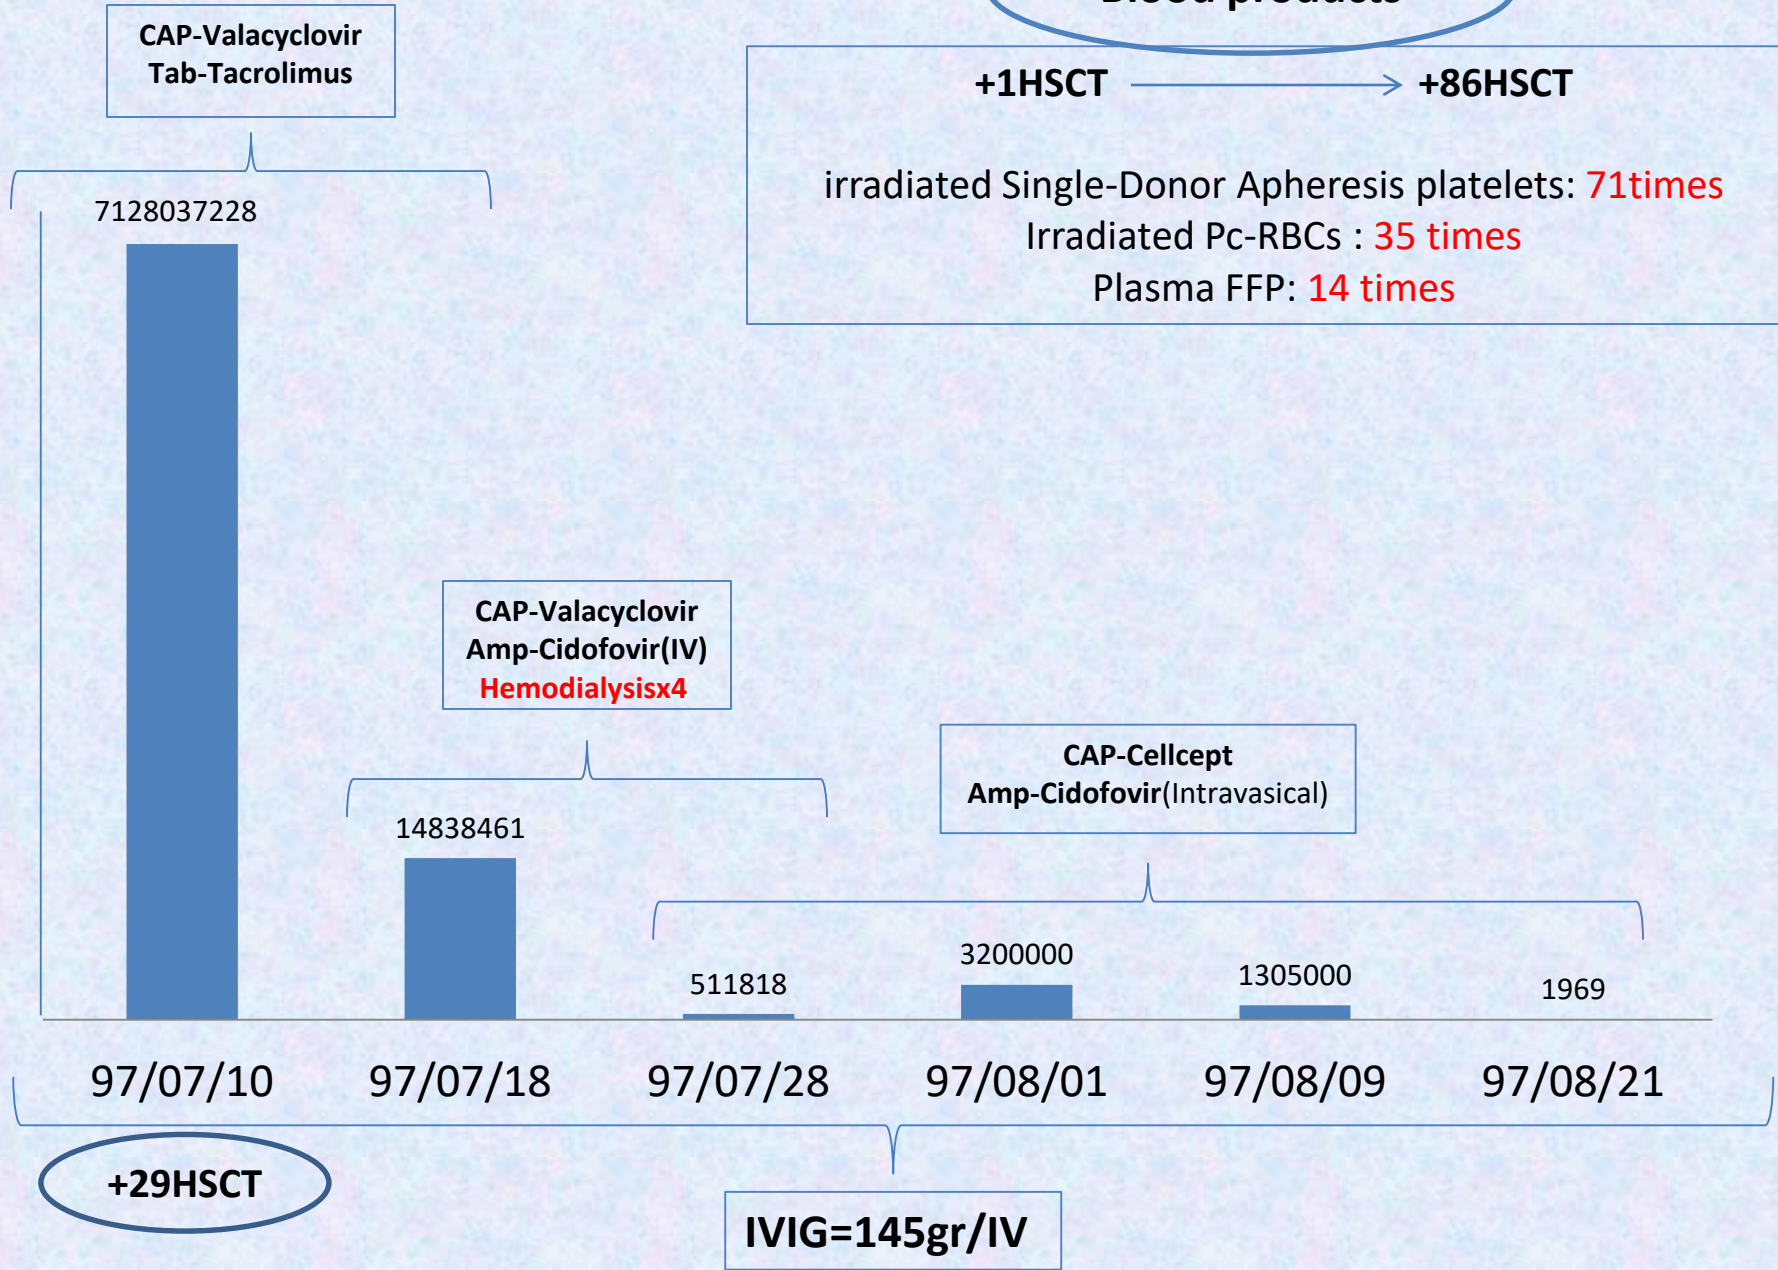 Blood products
CAP-Valacyclovir
Tab-Tacrolimus
+1HSCT +86HSCT
irradiated Single-Donor Apheresis platelets: 71times
Irradiated Pc-RBCs : 35 times
Plasma FFP: 14 times
7128037228
CAP-Valacyclovir
Amp-Cidofovir(IV)
Hemodialysisx4
CAP-Cellcept
Amp-Cidofovir(Intravasical)
14838461
511818
3200000
1305000
1969
97/07/10 97/07/18 97/07/28 97/08/01 97/08/09 97/08/21
+29HSCT
IVIG=145gr/IV